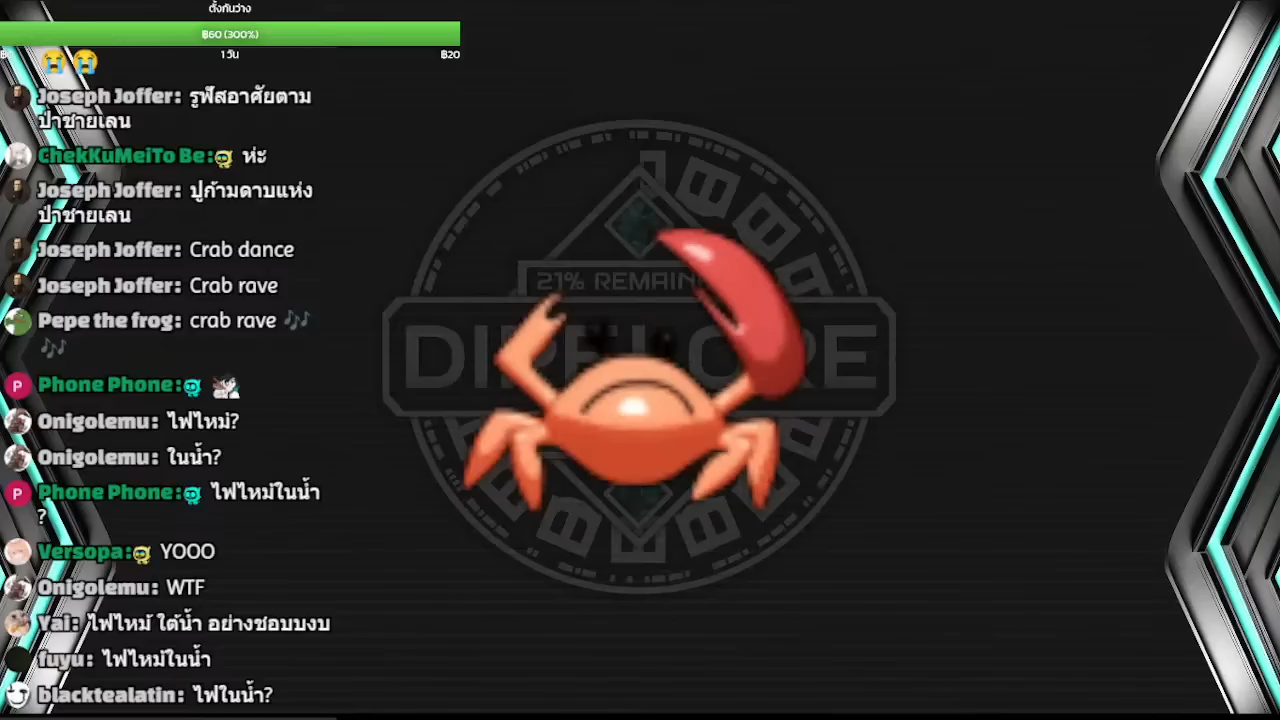 ตั้งกันว่าง
฿60 (300%)
1 วัน
฿20
Joseph Joffer: รูฟัสอาศัยตาม
ป่าชายเลน
ChekKuMeiTo Be: ห่ะ
Joseph Joffer: ปูก้ามดาบแห่ง
ป่าชายเลน
Joseph Joffer: Crab dance
Joseph Joffer: Crab rave
Pepe the frog: crab rave 🎶
🎶
P Phone Phone:
Onigolemu: ไฟไหม้?
Onigolemu: ในน้ำ?
P Phone Phone: ไฟไหม้ในน้ำ
?
Versopa: YOOO
Onigolemu: WTF
Yai: ไฟไหม้ ใต้น้ำ อย่างชอบบงบ
fuyu: ไฟไหม้ในน้ำ
blacktealatin: ไฟในน้ำ?
21% REMAIN